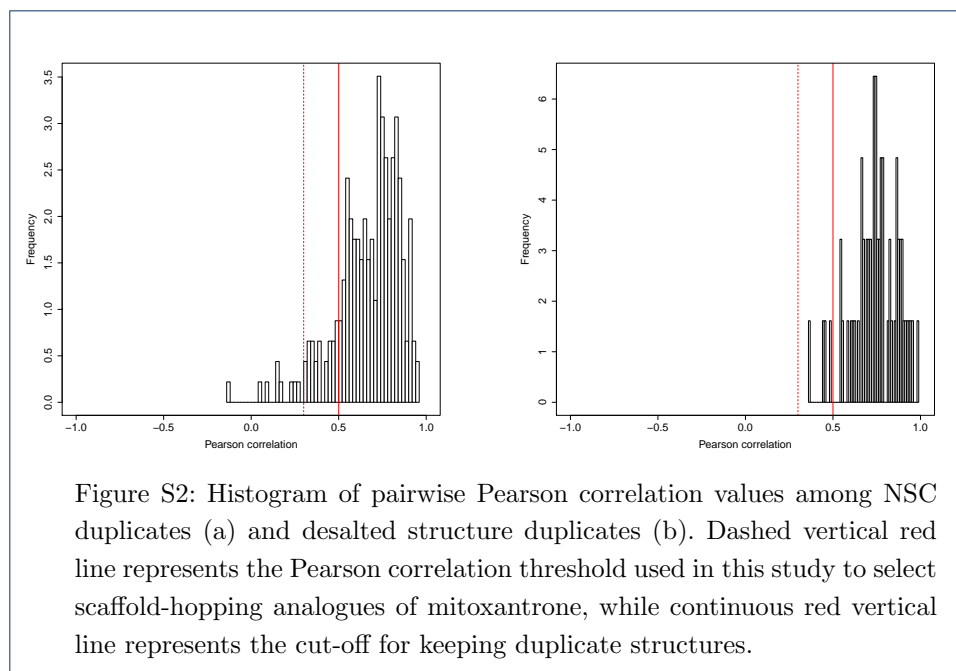 3.5
3.0
2.5
2.0
1.5
1.0
0.5
0.0
Frequency
−1.0 −0.5 0.0 0.5 1.0
Pearson correlation
6
5
4
3
2
1
0
Frequency
−1.0 −0.5 0.0 0.5 1.0
Pearson correlation
Figure S2: Histogram of pairwise Pearson correlation values among NSC
duplicates (a) and desalted structure duplicates (b). Dashed vertical red
line represents the Pearson correlation threshold used in this study to select
scaffold-hopping analogues of mitoxantrone, while continuous red vertical
line represents the cut-off for keeping duplicate structures.